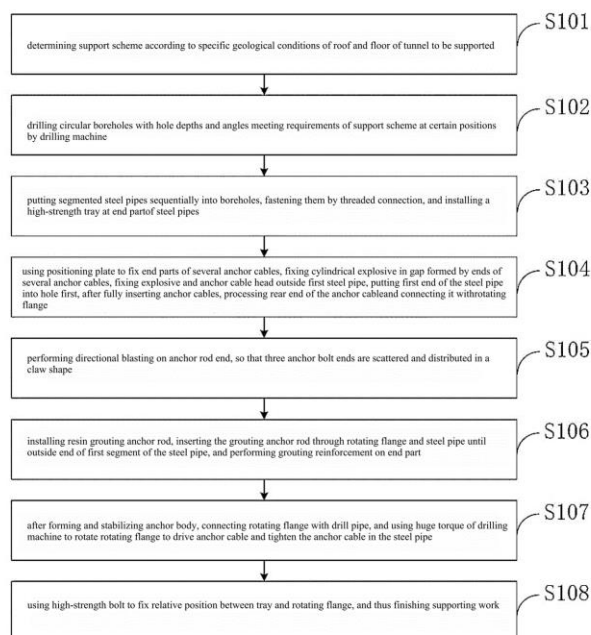 S101
determining support scheme according to specific geological conditions of roof and floor of tunnel to be supported
S102
drilling circular boreholes with hole depths and angles meeting requirements of support scheme at certain positions
by drilling machine
S103
putting segmented steel pipes sequentially into boreholes, fastening them by threaded connection, and installing a
high-strength tray at end partof steel pipes
S104
using positioning plate to fix end parts of several anchor cables, fixing cylindrical explosive in gap formed by ends of
several anchor cables, fixing explosive and anchor cable head outside first steel pipe, putting first end of the steel pipe
into hole first, after fully inserting anchor cables, processing rear end of the anchor cableand connecting it withrotating
flange
S105
performing directional blasting on anchor rod end, so that three anchor bolt ends are scattered and distributed in a
claw shape
S106
installing resin grouting anchor rod, inserting the grouting anchor rod through rotating flange and steel pipe until
outside end of first segment of the steel pipe, and performing grouting reinforcement on end part
S107
after forming and stabilizing anchor body, connecting rotating flange with drill pipe, and using huge torque of drilling
machine to rotate rotating flange to drive anchor cable and tighten the anchor cable in the steel pipe
S108
using high-strength bolt to fix relative position between tray and rotating flange, and thus finishing supporting work